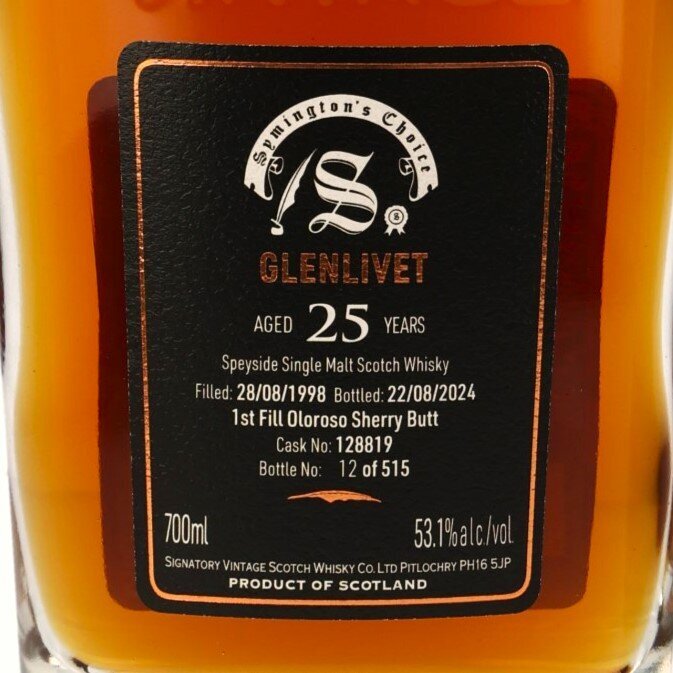 Symington's Choice
S
S
GLENLIVET
AGED 25 YEARS
Speyside Single Malt Scotch Whisky
Filled: 28/08/1998 Bottled: 22/08/2024
1st Fill Oloroso Sherry Butt
Cask No: 128819
Bottle No: 12 of 515
700ml 53.1%alc/vol
SIGNATORY VINTAGE SCOTCH WHISKY CO. LTD PITLOCHRY PH16 5JP
PRODUCT OF SCOTLAND